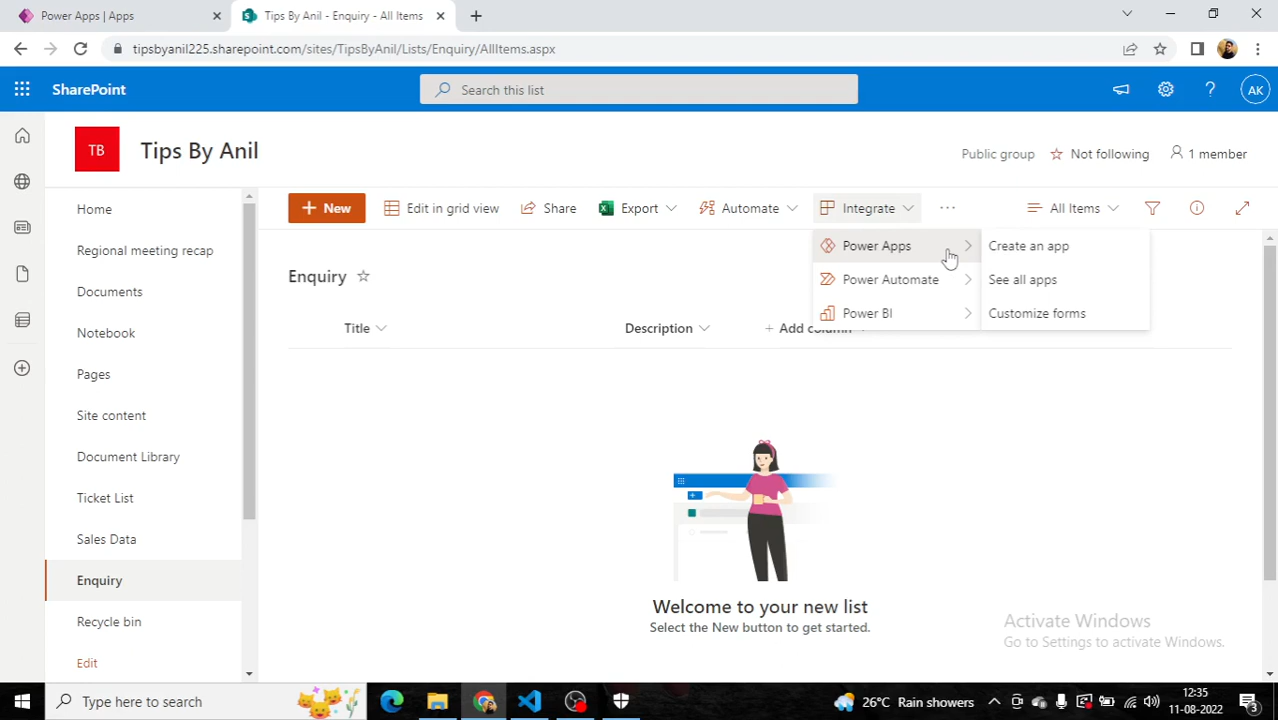 Power Apps | Apps
Tips By Anil - Enquiry - All Items
tipsbyanil225.sharepoint.com/sites/TipsByAnil/Lists/Enquiry/AllItems.aspx
SharePoint
Search this list
AK
TB
Tips By Anil
Public group
Not following
1 member
Home
Regional meeting recap
Documents
Notebook
Pages
Site content
Document Library
Ticket List
Sales Data
Enquiry
Recycle bin
Edit
New
Edit in grid view
Share
Export
Automate
Integrate
All Items
Power Apps
Power Automate
Power BI
Create an app
See all apps
Customize forms
Enquiry
Title
Description
Welcome to your new list
Select the New button to get started.
Activate Windows
Go to Settings to activate Windows.
Type here to search
26°C Rain showers
12:35
11-08-2022
3